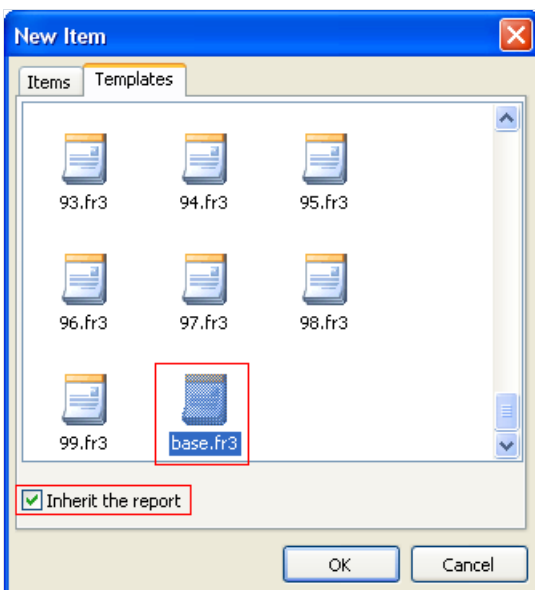 New Item
Items Templates
93.fr3 94.fr3 95.fr3
96.fr3 97.fr3 98.fr3
99.fr3 base.fr3
Inherit the report
OK Cancel